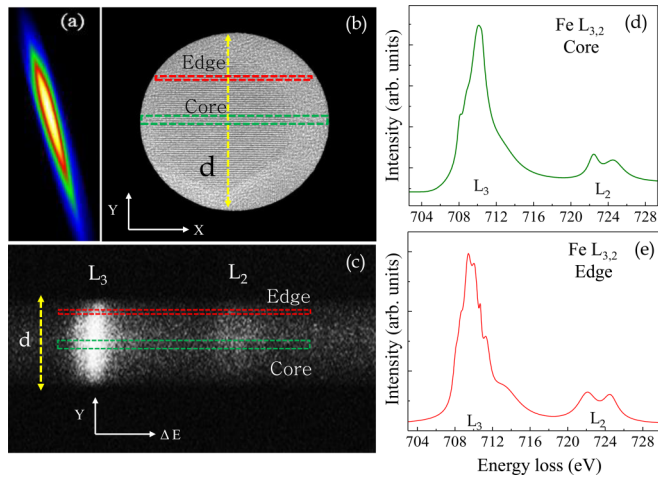 (a)
(b)
Edge
Core
d
Y
X
(c)
L3
L2
Edge
d
Core
Y
Δ E
(d)
Fe L3,2
Core
Intensity (arb. units)
L3
L2
704 708 712 716 720 724 728
(e)
Fe L3,2
Edge
Intensity (arb. units)
L3
L2
704 708 712 716 720 724 728
Energy loss (eV)